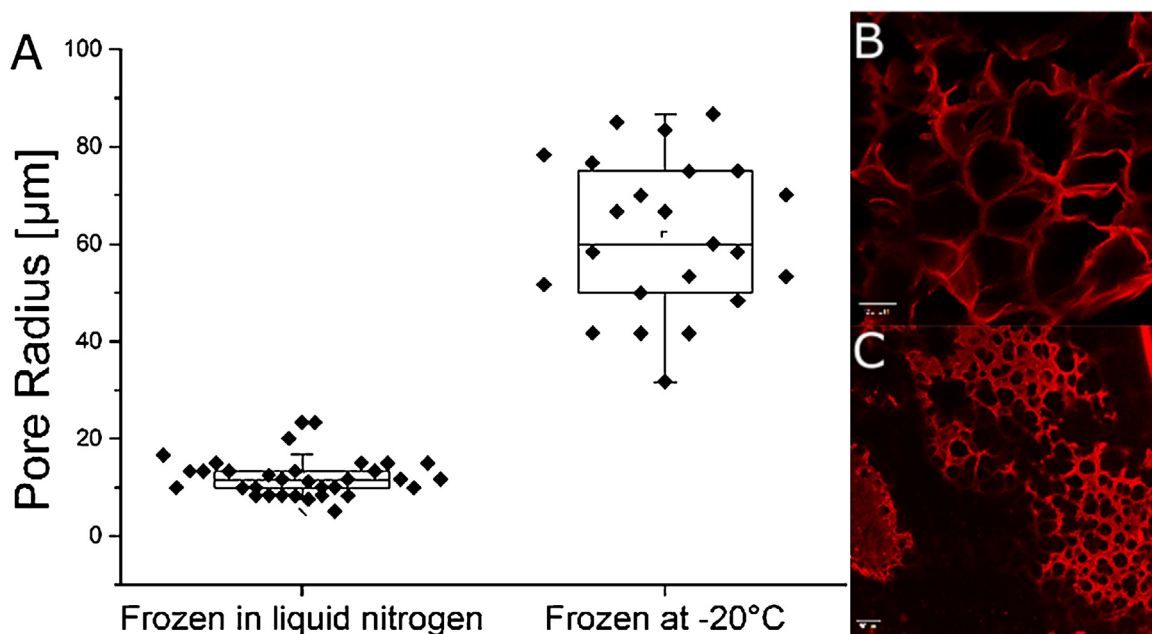 A
100
80
60
40
20
0
Pore Radius [µm]
Frozen in liquid nitrogen
Frozen at -20°C
B
C